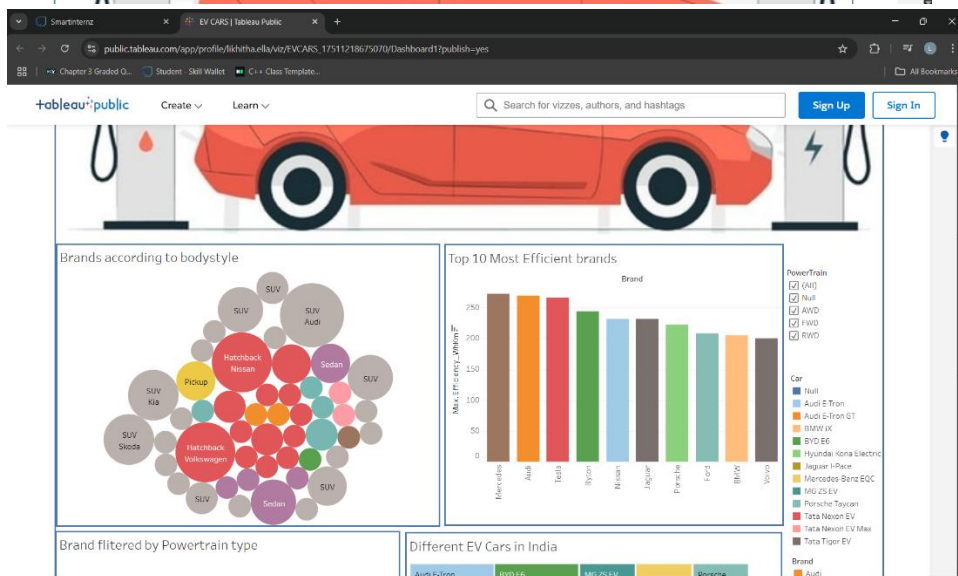 Smartinternz
EV CARS | Tableau Public
public.tableau.com/app/profile/likhitha.ella/viz/EVCARS_17511218675070/Dashboard1?publish=yes
Chapter 3 Graded Q...
Student - Skill Wallet
C++ Class Template...
All Bookmarks
+ableau public
Create
Learn
Search for vizzes, authors, and hashtags
Sign Up
Sign In
Brands according to bodystyle
SUV
SUV
SUV
Audi
Hatchback
Nissan
Sedan
SUV
Pickup
SUV
Kia
SUV
Skoda
Hatchback
Volkswagen
SUV
Sedan
SUV
Top 10 Most Efficient brands
Brand
Max. Efficiency_WhKm
250
200
150
100
50
0
Mercedes
Audi
Tesla
Byton
Nissan
Jaguar
Porsche
Ford
BMW
Volvo
PowerTrain
(All)
Null
AWD
FWD
RWD
Car
Null
Audi E-Tron
Audi E-Tron GT
BMW iX
BYD E6
Hyundai Kona Electric
Jaguar I-Pace
Mercedes-Benz EQC
MG ZS EV
Porsche Taycan
Tata Nexon EV
Tata Nexon EV Max
Tata Tigor EV
Brand
Audi
Brand flitered by Powertrain type
Different EV Cars in India
Audi E-Tron
BYD E6
MG ZS EV
Porsche